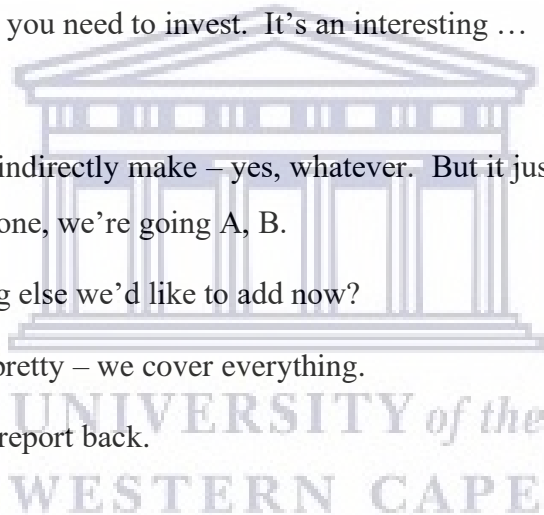 you need to invest.  It’s an interesting …
indirectly make – yes, whatever.  But it jus
one, we’re going A, B.
g else we’d like to add now?
pretty – we cover everything.
UNIVERSITY of the
report back.
WESTERN CAPE